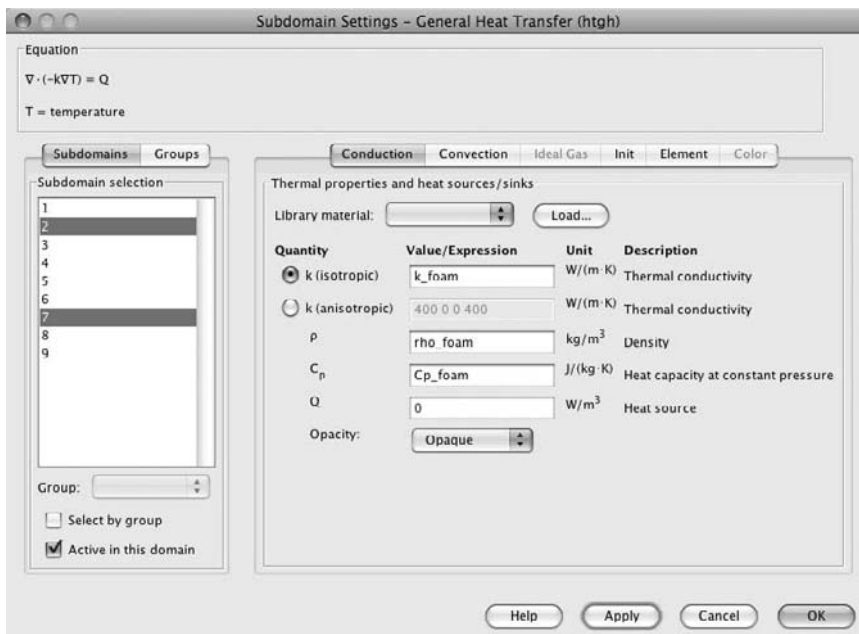 Subdomain Settings – General Heat Transfer (htgh)
Equation
∇·(-k∇T) = Q
T = temperature
Subdomains Groups
Subdomain selection
1
2
3
4
5
6
7
8
9
Group:
Select by group
Active in this domain
Conduction Convection Ideal Gas Init Element Color
Thermal properties and heat sources/sinks
Library material: Load...
Quantity Value/Expression Unit Description
k (isotropic) k_foam W/(m·K) Thermal conductivity
k (anisotropic) 400 0 0 400 W/(m·K) Thermal conductivity
ρ rho_foam kg/m³ Density
Cp Cp_foam J/(kg·K) Heat capacity at constant pressure
Q 0 W/m³ Heat source
Opacity: Opaque
Help Apply Cancel OK